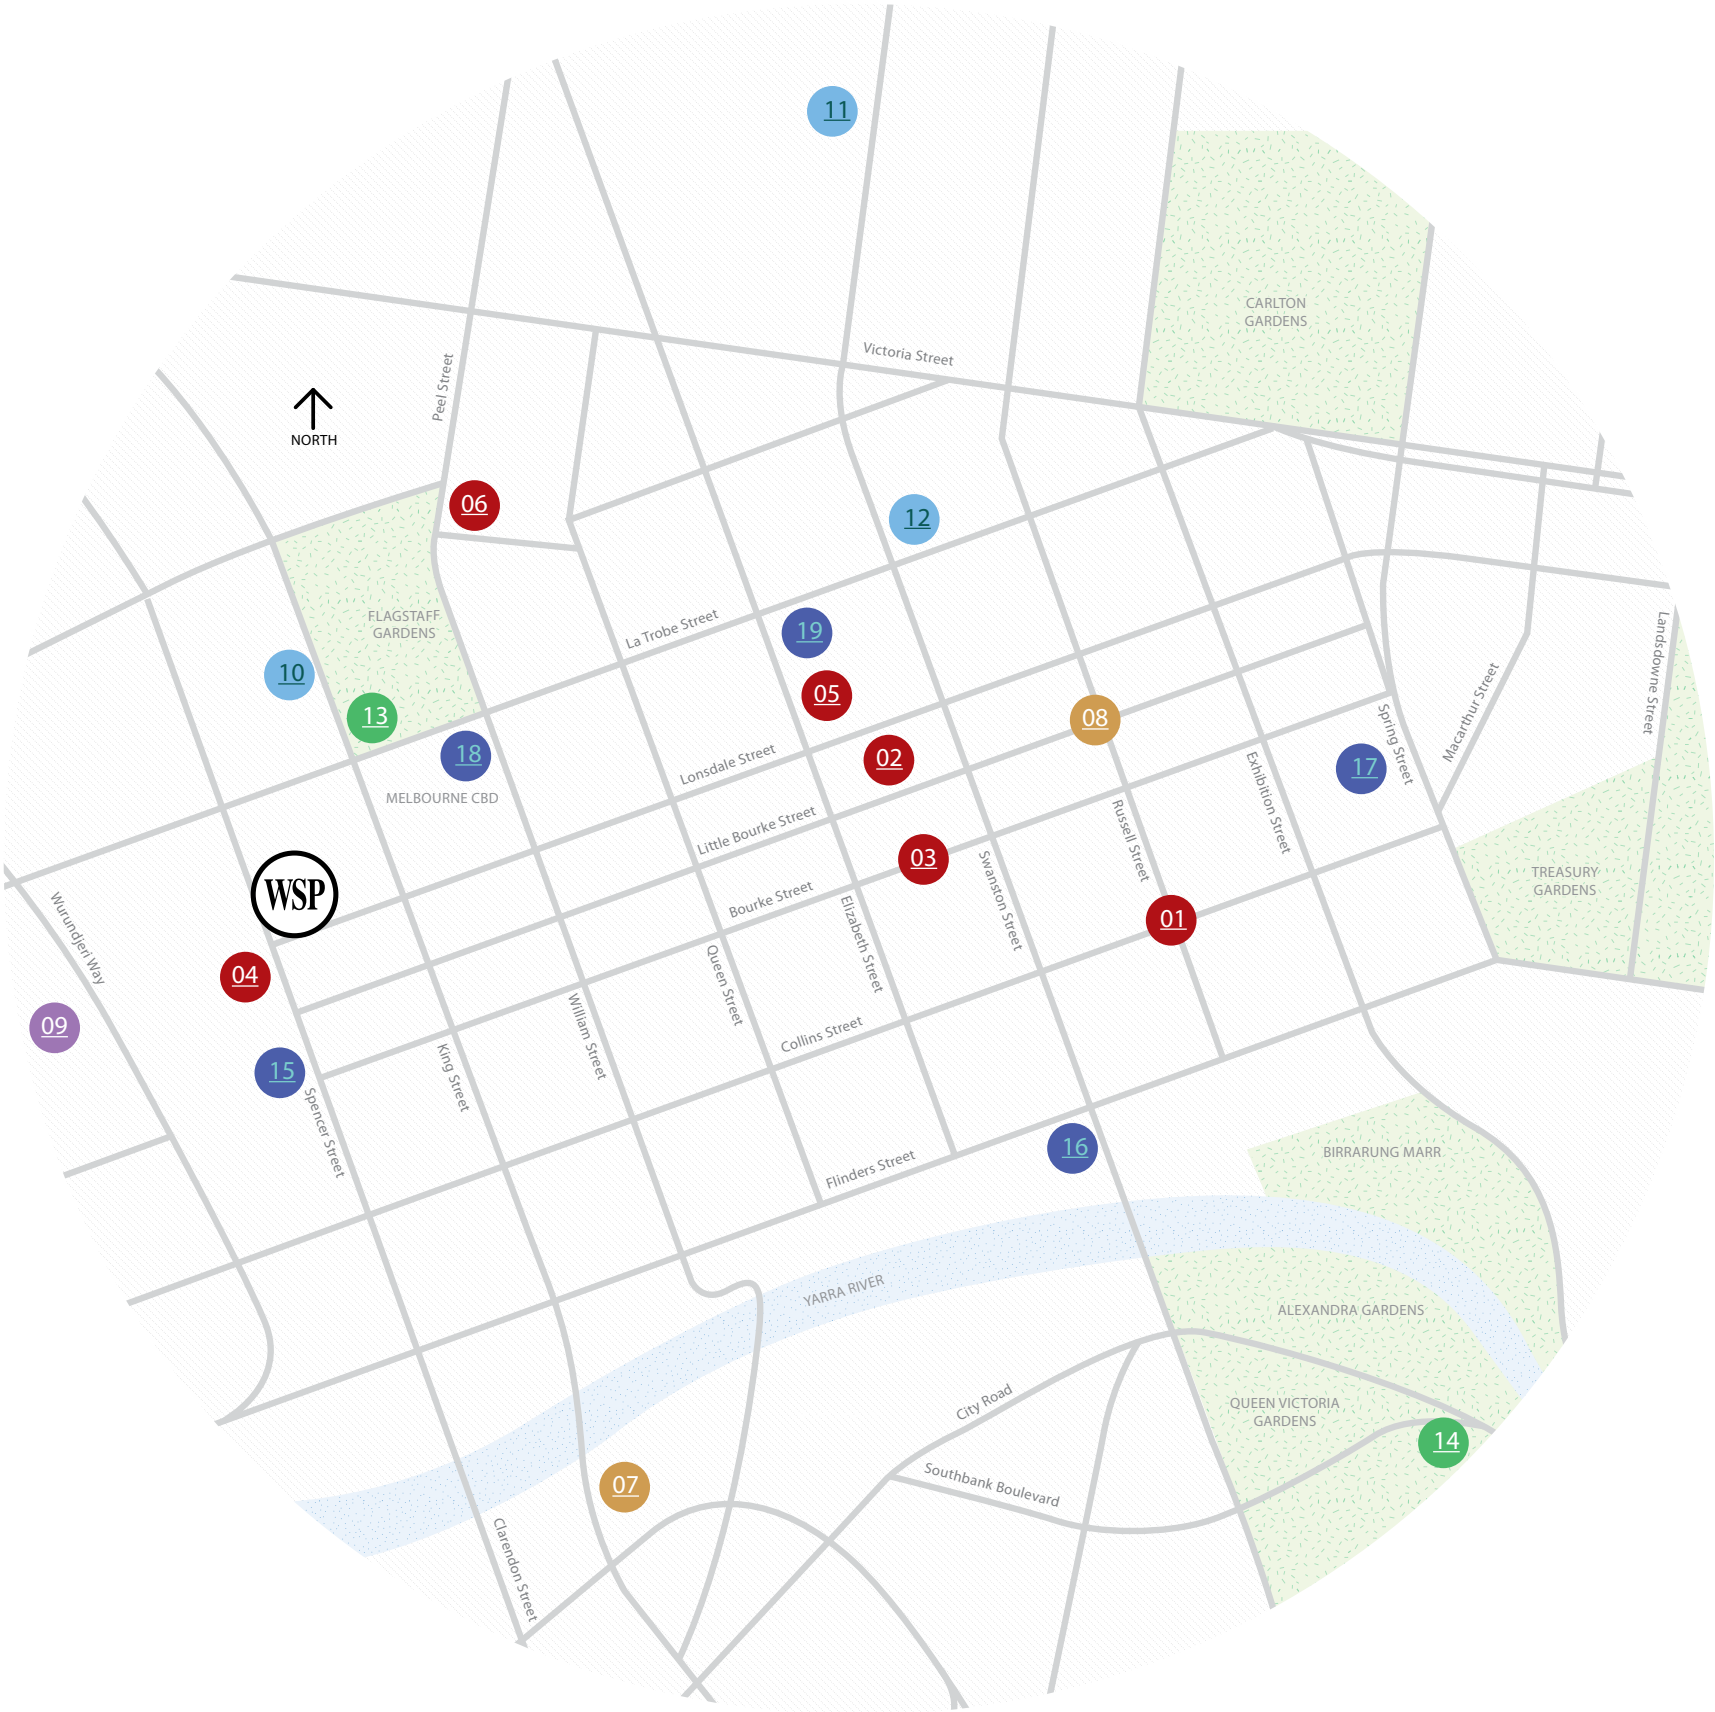 11
CARLTON
GARDENS
Victoria Street
Peel Street
NORTH
06
12
FLAGSTAFF
GARDENS
La Trobe Street
19
10
05
13
08
18
02
17
Lonsdale Street
Spring Street
Macarthur Street
Landsdowne Street
MELBOURNE CBD
Little Bourke Street
Exhibition Street
Russell Street
03
TREASURY
GARDENS
WSP
Bourke Street
Swanston Street
Elizabeth Street
01
Wurundjeri Way
04
Queen Street
William Street
09
Collins Street
15
King Street
Spencer Street
16
BIRRARUNG MARR
Flinders Street
YARRA RIVER
ALEXANDRA GARDENS
City Road
QUEEN VICTORIA
GARDENS
14
07
Southbank Boulevard
Clarendon Street